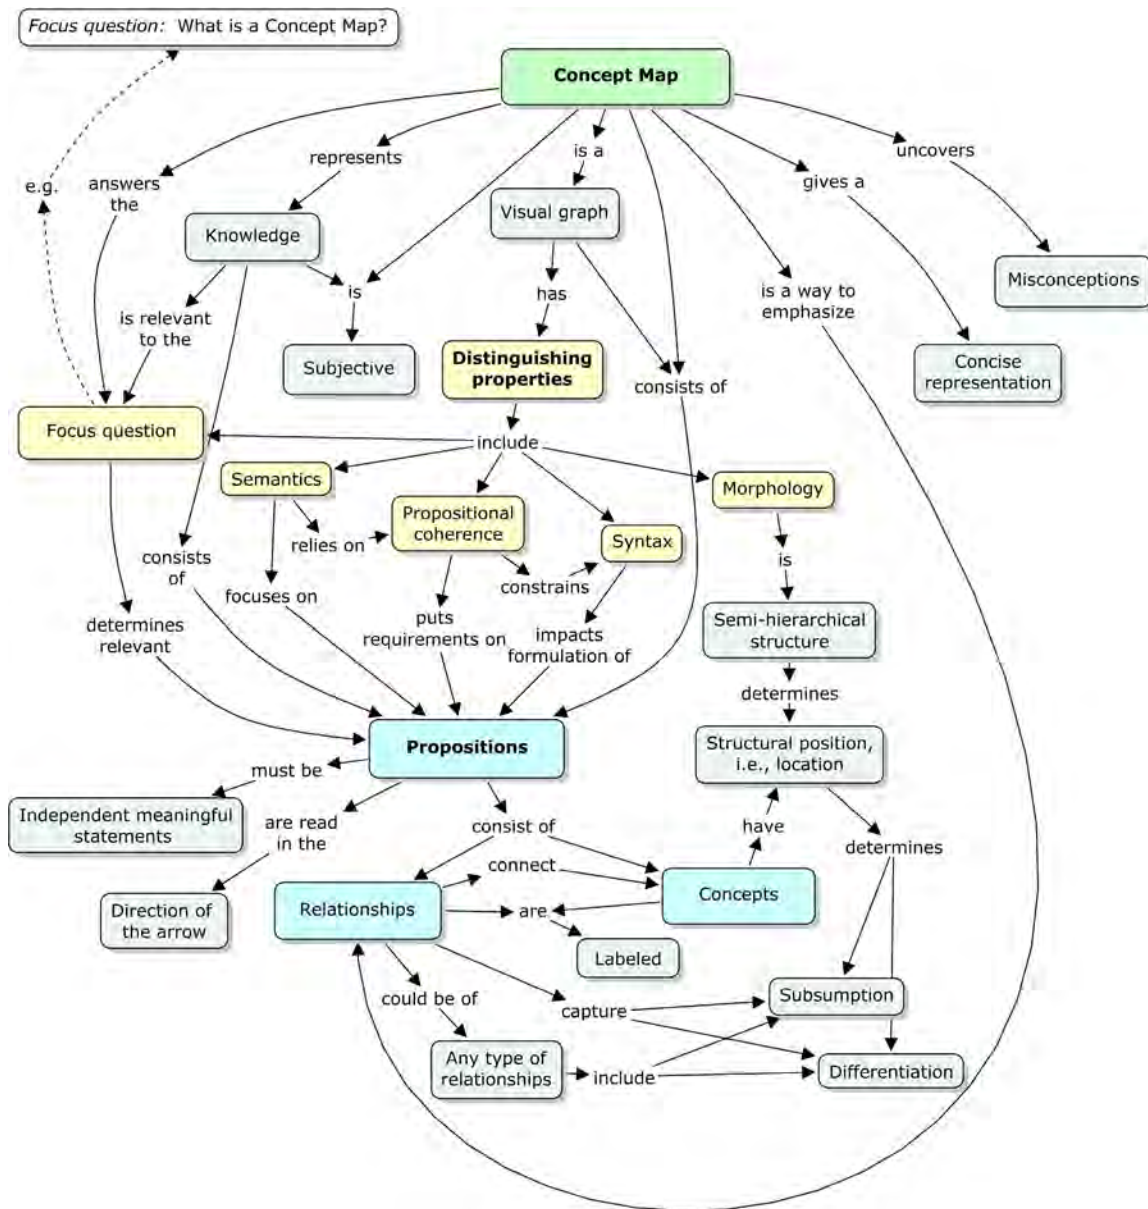 Focus question: What is a Concept Map?
Concept Map
represents
is a
uncovers
e.g.
answers
the
gives a
Knowledge
Visual graph
is relevant
to the
is
has
is a way to
emphasize
Misconceptions
Subjective
Distinguishing
properties
consists of
Concise
representation
Focus question
include
Semantics
Morphology
relies on
Propositional
coherence
Syntax
consists
of
focuses on
constrains
is
determines
relevant
puts
requirements on
impacts
formulation of
Semi-hierarchical
structure
determines
Propositions
Structural position,
i.e., location
must be
Independent meaningful
statements
are read
in the
consist of
have
determines
connect
Direction of
the arrow
Relationships
are
Concepts
Labeled
could be of
capture
Subsumption
Any type of
relationships
include
Differentiation